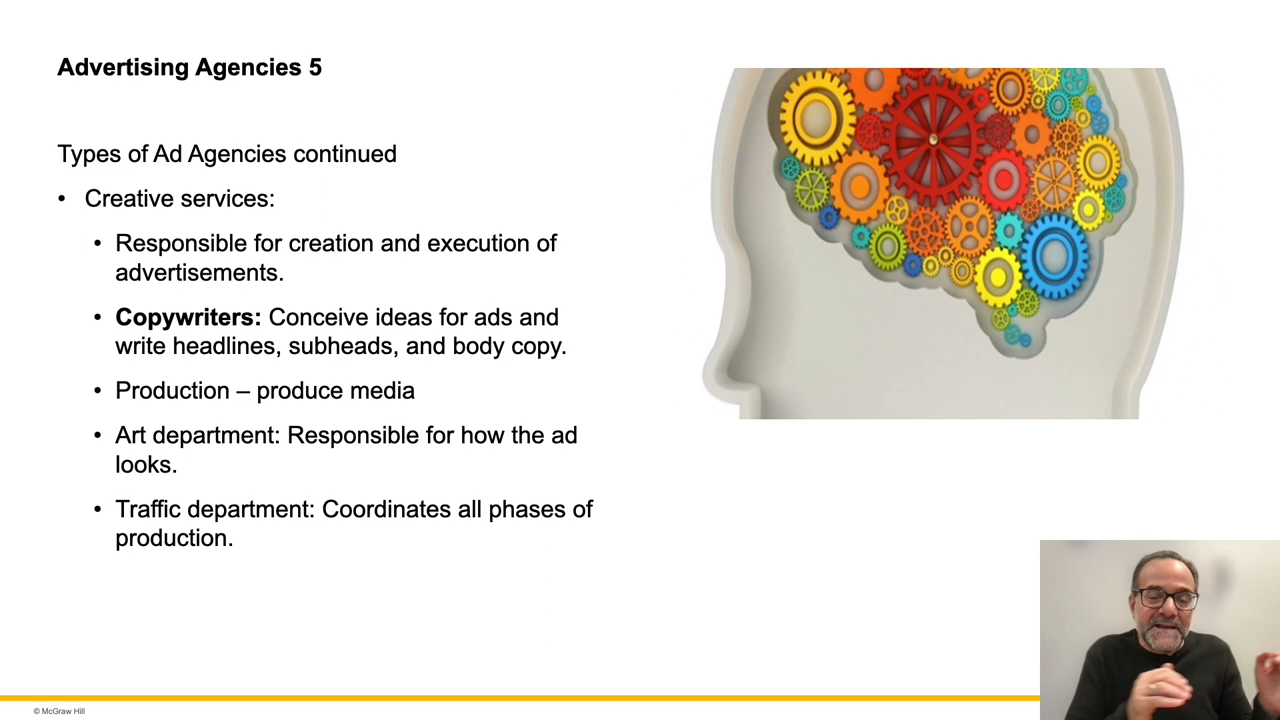 Advertising Agencies 5
Types of Ad Agencies continued
• Creative services:
• Responsible for creation and execution of
advertisements.
• Copywriters: Conceive ideas for ads and
write headlines, subheads, and body copy.
• Production – produce media
• Art department: Responsible for how the ad
looks.
• Traffic department: Coordinates all phases of
production.
© McGraw Hill